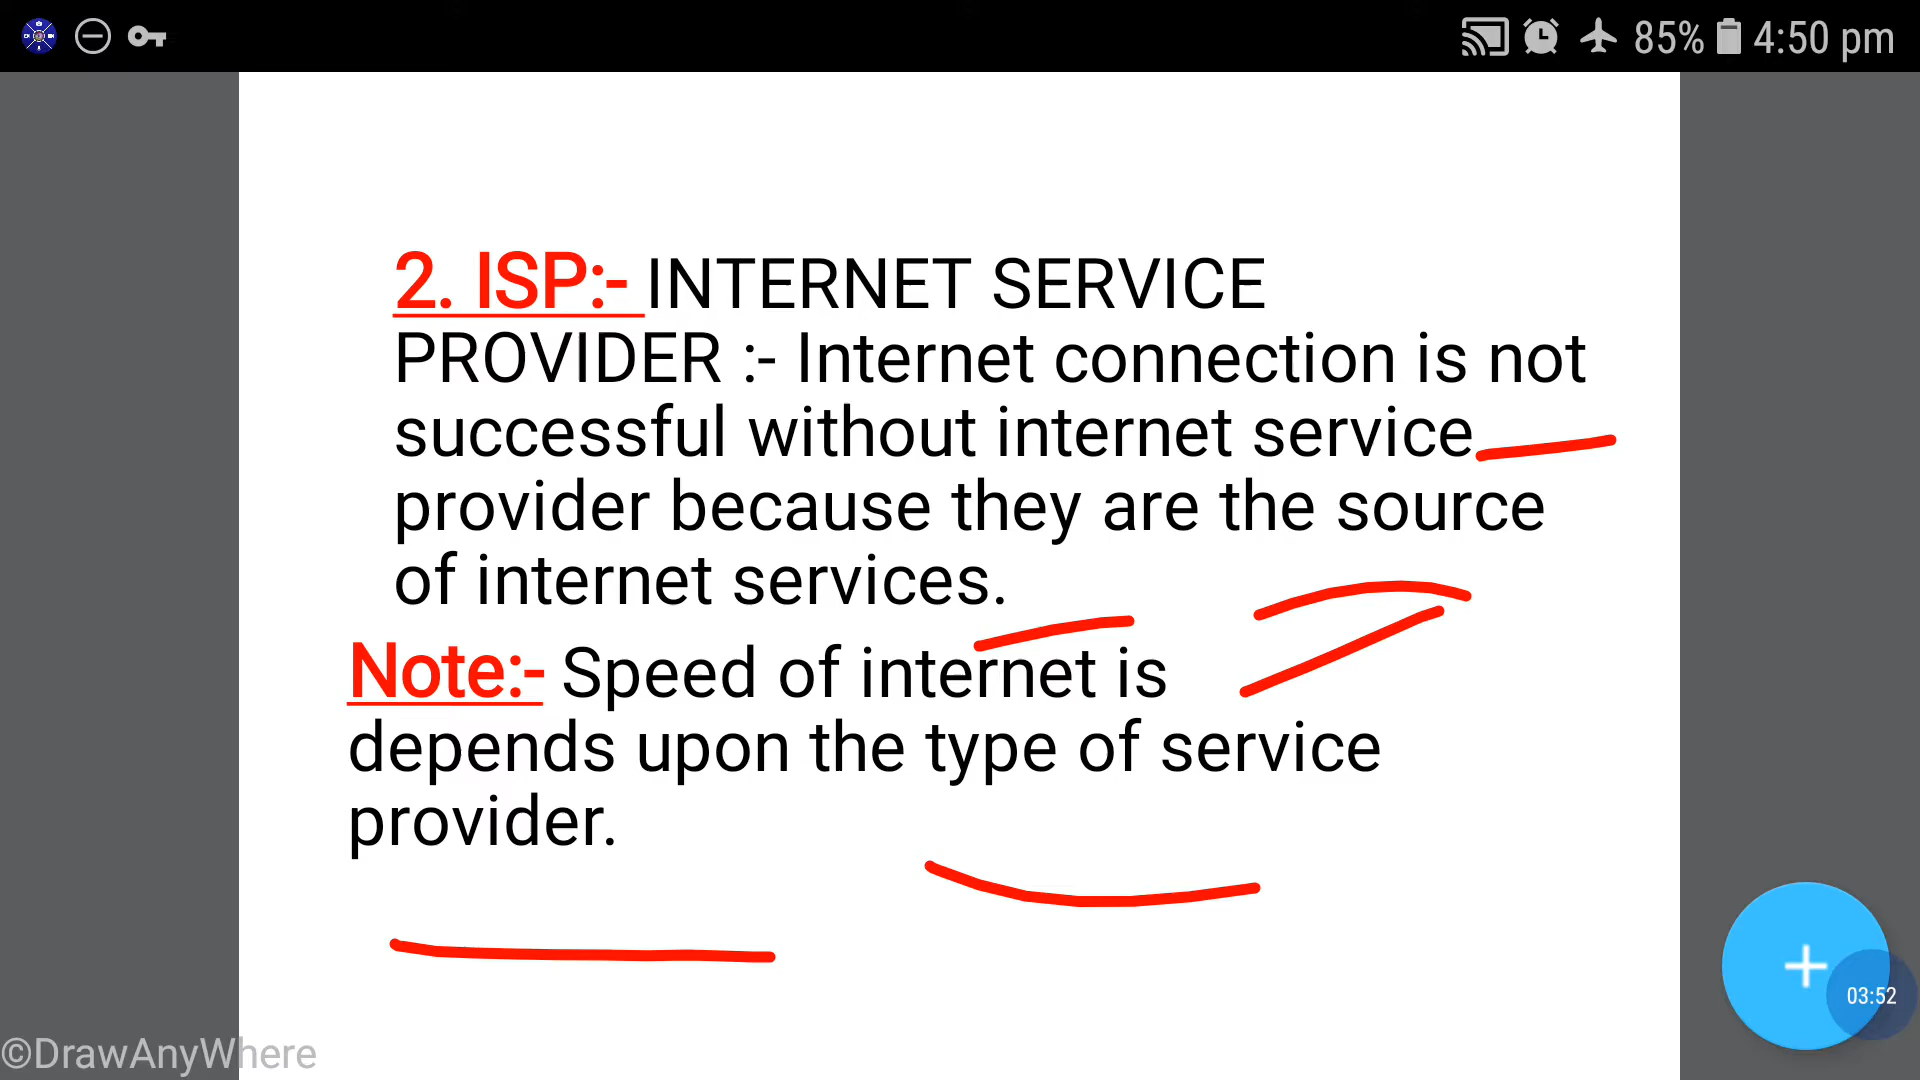 85% 4:50 pm
2. ISP:- INTERNET SERVICE
PROVIDER :- Internet connection is not
successful without internet service
provider because they are the source
of internet services.
Note:- Speed of internet is
depends upon the type of service
provider.
03:52
©DrawAnyWhere